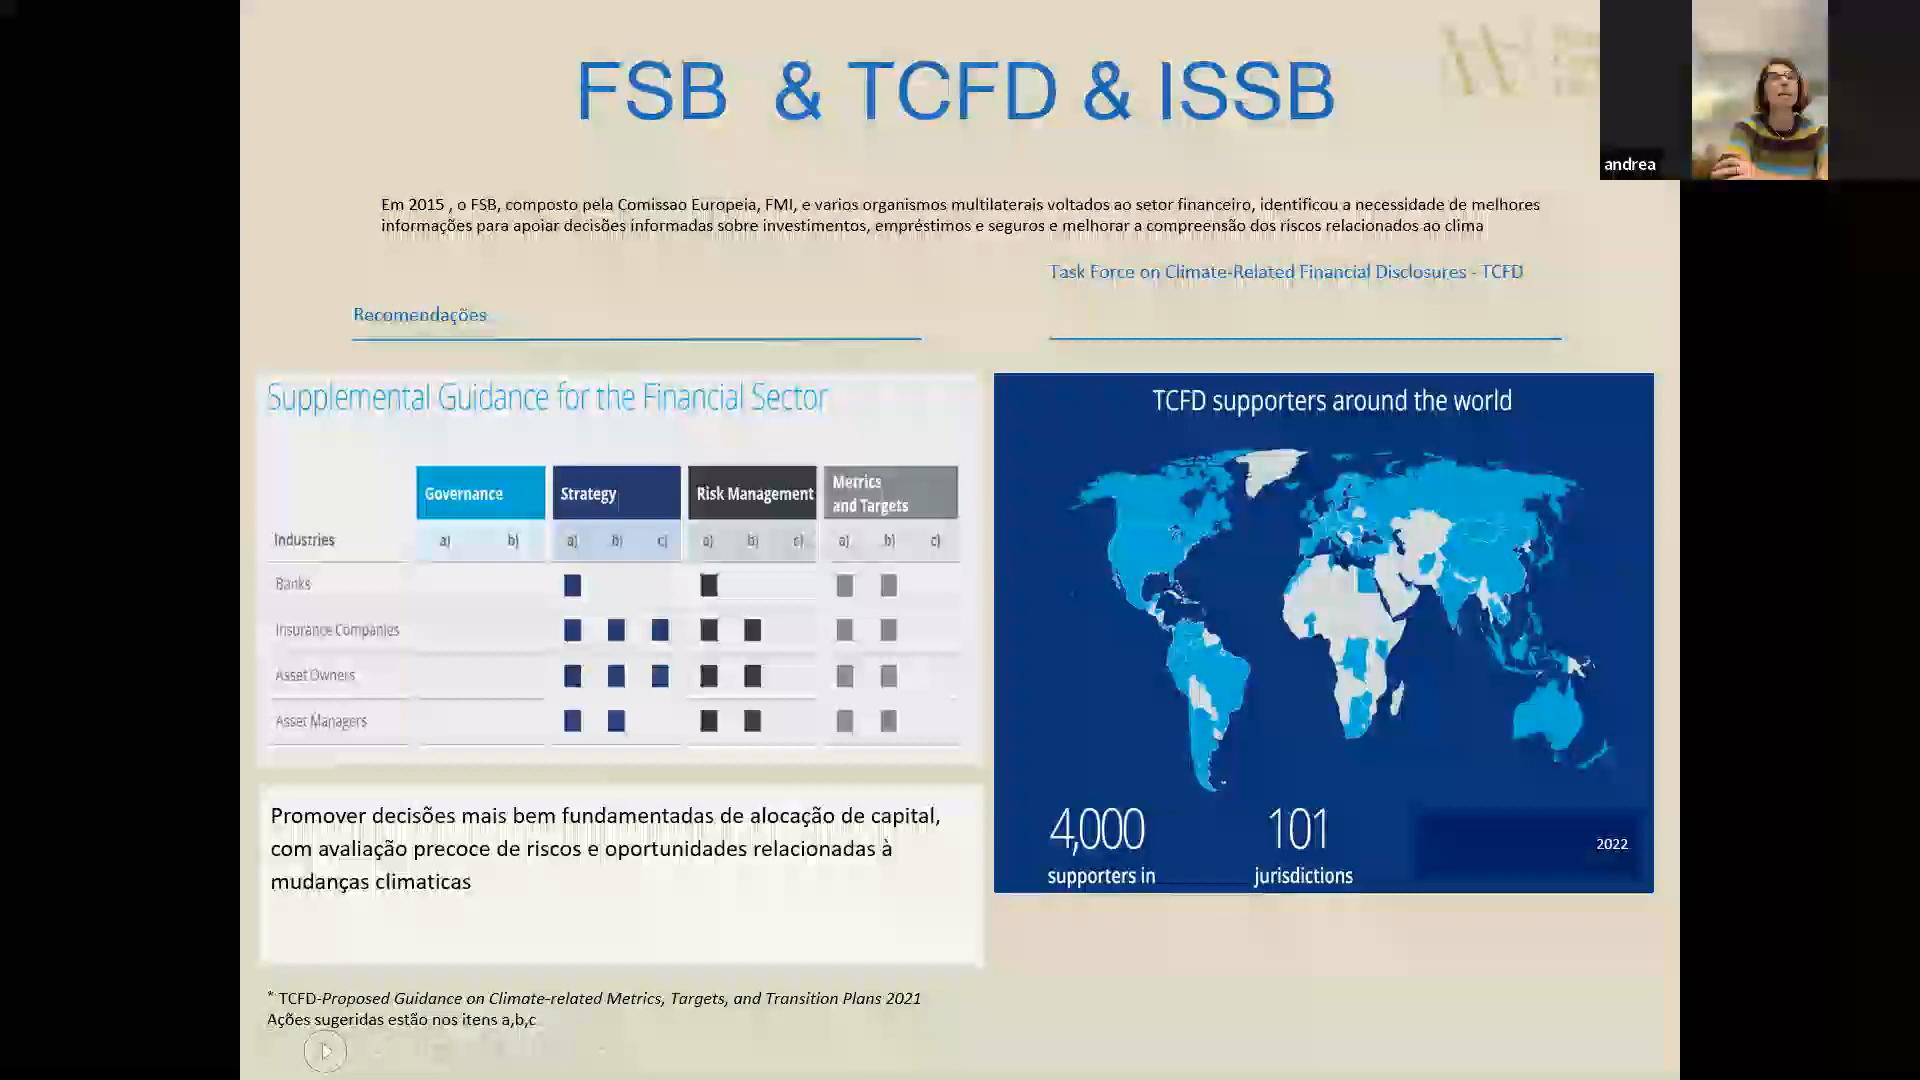 FSB & TCFD & ISSB
andrea
Em 2015 , o FSB, composto pela Comissao Europeia, FMI, e varios organismos multilaterais voltados ao setor financeiro, identificou a necessidade de melhores
informações para apoiar decisões informadas sobre investimentos, empréstimos e seguros e melhorar a compreensão dos riscos relacionados ao clima
Task Force on Climate-Related Financial Disclosures - TCFD
Recomendações
Supplemental Guidance for the Financial Sector
Governance Strategy Risk Management Metrics and Targets
Industries a) b) a) b) c) a) b) c) a) b) c)
Banks
Insurance Companies
Asset Owners
Asset Managers
TCFD supporters around the world
4,000 101
supporters in jurisdictions
2022
Promover decisões mais bem fundamentadas de alocação de capital,
com avaliação precoce de riscos e oportunidades relacionadas à
mudanças climaticas
* TCFD-Proposed Guidance on Climate-related Metrics, Targets, and Transition Plans 2021
Ações sugeridas estão nos itens a,b,c